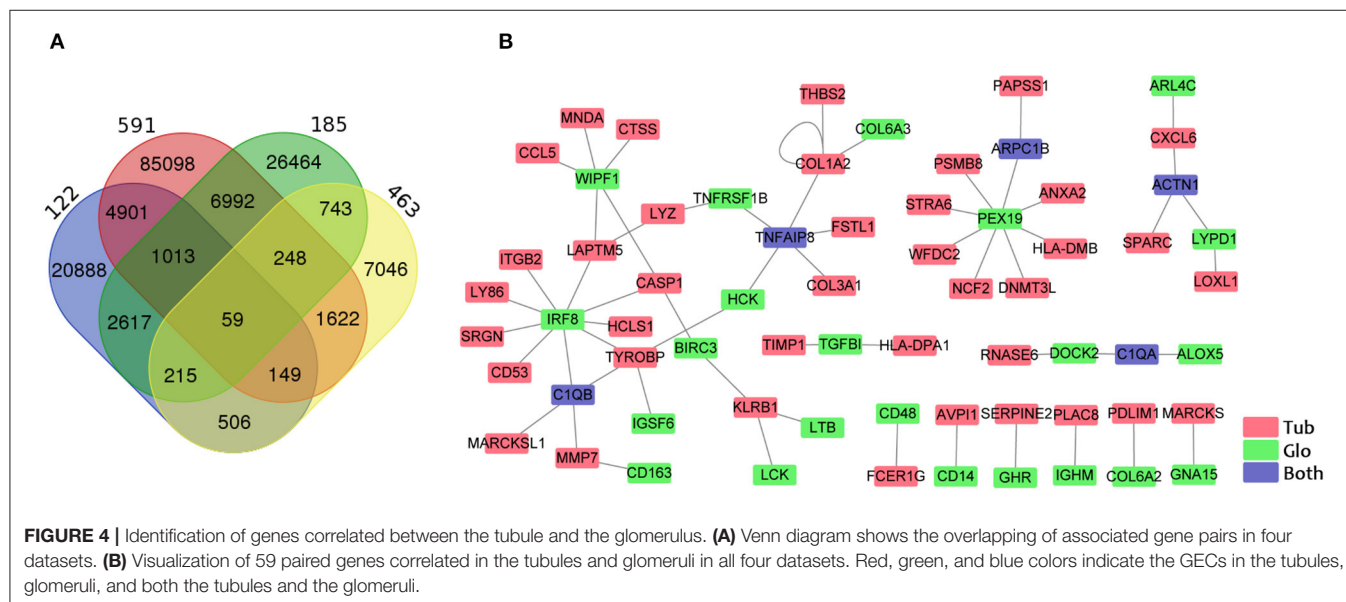 A
B
591
185
122
463
85098
26464
4901
6992
743
20888
1013
248
7046
2617
59
1622
215
149
506
MNDA
CTSS
CCL5
WIPF1
THBS2
COL6A3
COL1A2
TNFRSF1B
LYZ
TNFAIP8
FSTL1
LAPTM5
ITGB2
CASP1
COL3A1
LY86
HCK
IRF8
HCLS1
SRGN
TYROBP
BIRC3
CD53
C1QB
IGSF6
KLRB1
LTB
MARCKSL1
MMP7
CD163
LCK
PAPSS1
ARPC1B
PSMB8
ANXA2
STRA6
PEX19
WFDC2
HLA-DMB
NCF2
DNMT3L
ARL4C
CXCL6
ACTN1
SPARC
LYPD1
LOXL1
TIMP1
TGFBI
HLA-DPA1
RNASE6
DOCK2
C1QA
ALOX5
CD48
AVPI1
SERPINE2
PLAC8
PDLIM1
MARCKS
FCER1G
CD14
GHR
IGHM
COL6A2
GNA15
Tub
Glo
Both
FIGURE 4 | Identification of genes correlated between the tubule and the glomerulus. (A) Venn diagram shows the overlapping of associated gene pairs in four
datasets. (B) Visualization of 59 paired genes correlated in the tubules and glomeruli in all four datasets. Red, green, and blue colors indicate the GECs in the tubules,
glomeruli, and both the tubules and the glomeruli.